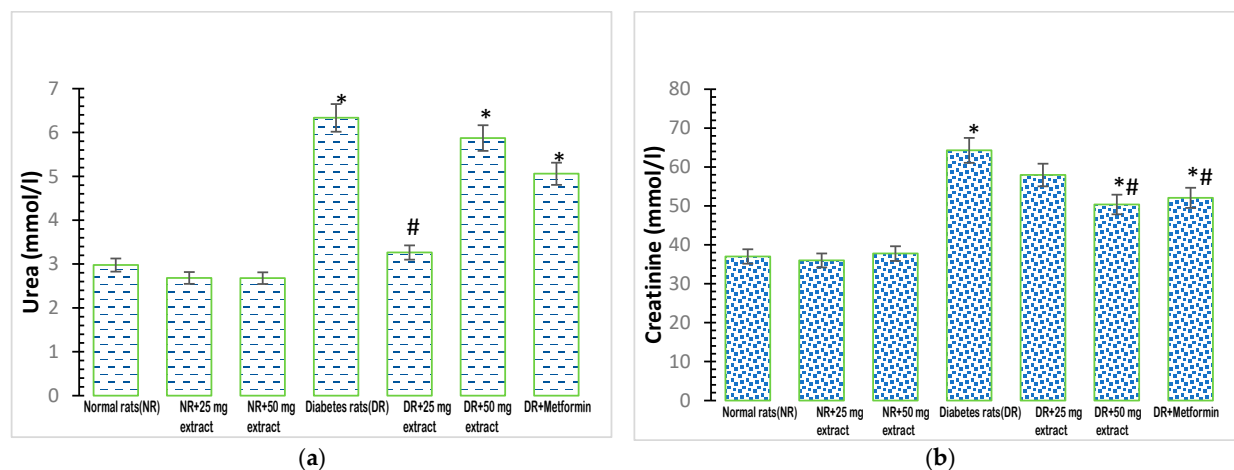 7
6
5
4
3
2
1
0
Urea (mmol/l)
*
#
*
*
Normal rats(NR)
NR+25 mg
extract
NR+50 mg
extract
Diabetes rats(DR)
DR+25 mg
extract
DR+50 mg
extract
DR+Metformin
(a)
80
70
60
50
40
30
20
10
0
Creatinine (mmol/l)
*
*#
*#
Normal rats(NR)
NR+25 mg
extract
NR+50 mg
extract
Diabetes rats(DR)
DR+25 mg
extract
DR+50 mg
extract
DR+Metformin
(b)